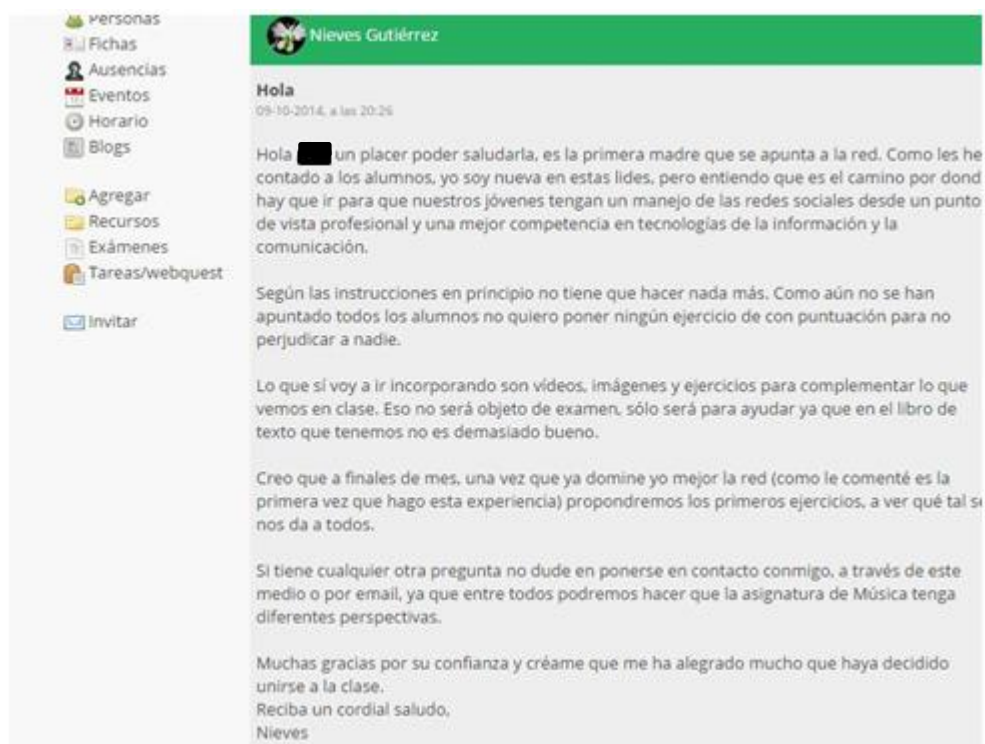 Personas
Fichas
Ausencias
Eventos
Horario
Blogs
Agregar
Recursos
Exámenes
Tareas/webquest
Invitar
Nieves Gutiérrez
Hola
09-10-2014, a las 20:26
Hola un placer poder saludarla, es la primera madre que se apunta a la red. Como les he
contado a los alumnos, yo soy nueva en estas lides, pero entiendo que es el camino por dond
hay que ir para que nuestros jóvenes tengan un manejo de las redes sociales desde un punto
de vista profesional y una mejor competencia en tecnologías de la información y la
comunicación.
Según las instrucciones en principio no tiene que hacer nada más. Como aún no se han
apuntado todos los alumnos no quiero poner ningún ejercicio de con puntuación para no
perjudicar a nadie.
Lo que sí voy a ir incorporando son vídeos, imágenes y ejercicios para complementar lo que
vemos en clase. Eso no será objeto de examen, sólo será para ayudar ya que en el libro de
texto que tenemos no es demasiado bueno.
Creo que a finales de mes, una vez que ya domine yo mejor la red (como le comenté es la
primera vez que hago esta experiencia) propondremos los primeros ejercicios, a ver qué tal se
nos da a todos.
Si tiene cualquier otra pregunta no dude en ponerse en contacto conmigo, a través de este
medio o por email, ya que entre todos podremos hacer que la asignatura de Música tenga
diferentes perspectivas.
Muchas gracias por su confianza y créame que me ha alegrado mucho que haya decidido
unirse a la clase.
Reciba un cordial saludo,
Nieves